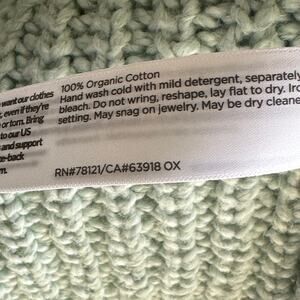 want our clothes
, even if they're
or torn. Bring
to our US
and support
ke-back
m.
100% Organic Cotton
Hand wash cold with mild detergent, separately
bleach. Do not wring, reshape, lay flat to dry. Iro
setting. May snag on jewelry. May be dry cleane
RN#78121/CA#63918 OX